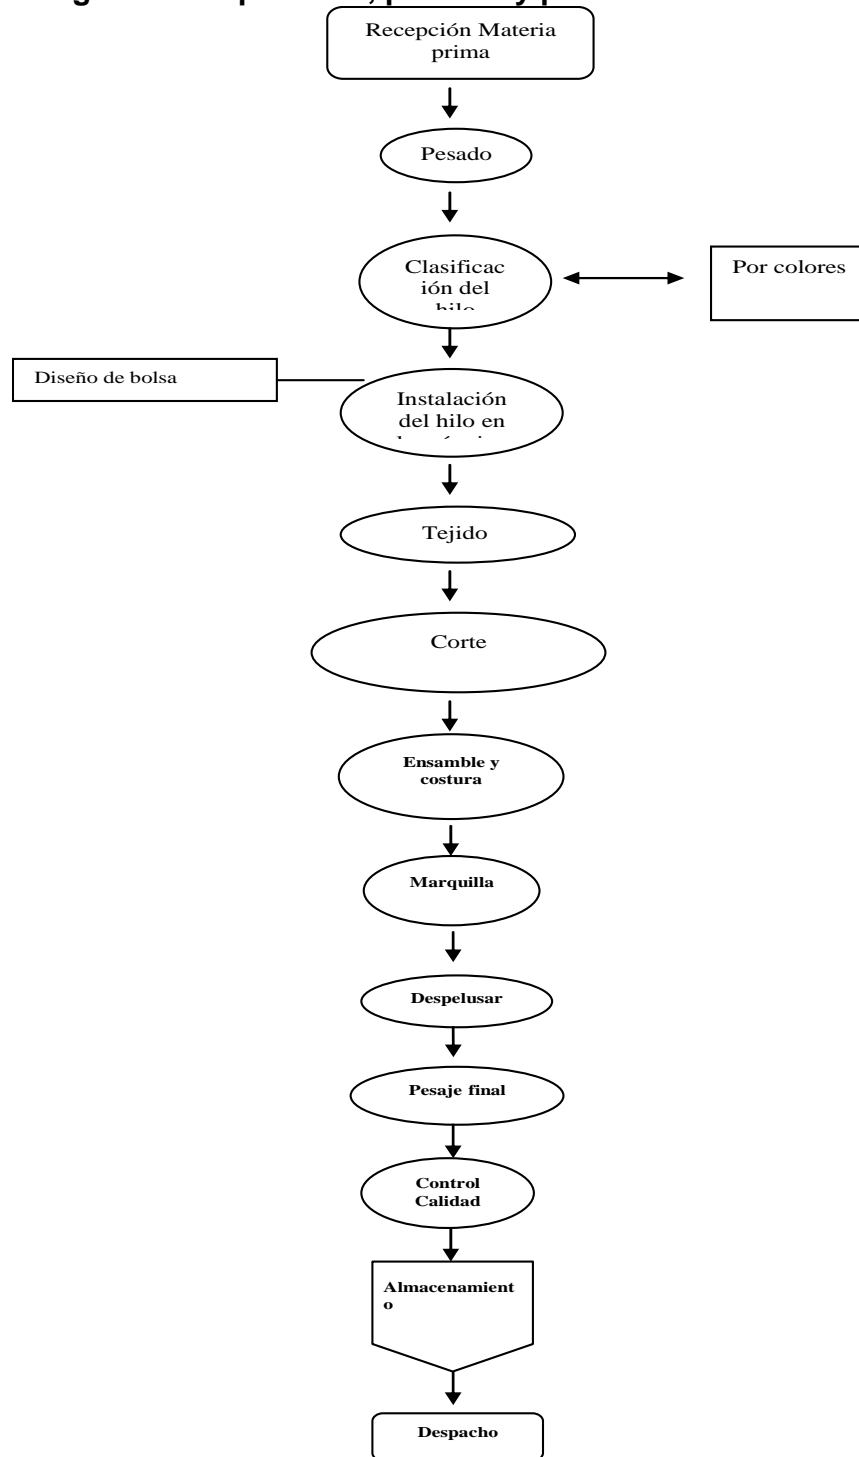 Recepción Materia
prima
Pesado
Clasificac
ión del
hilo
Por colores
Diseño de bolsa
Instalación
del hilo en
Tejido
Corte
Ensamble y
costura
Marquilla
Despelusar
Pesaje final
Control
Calidad
Almacenamient
o
Despacho